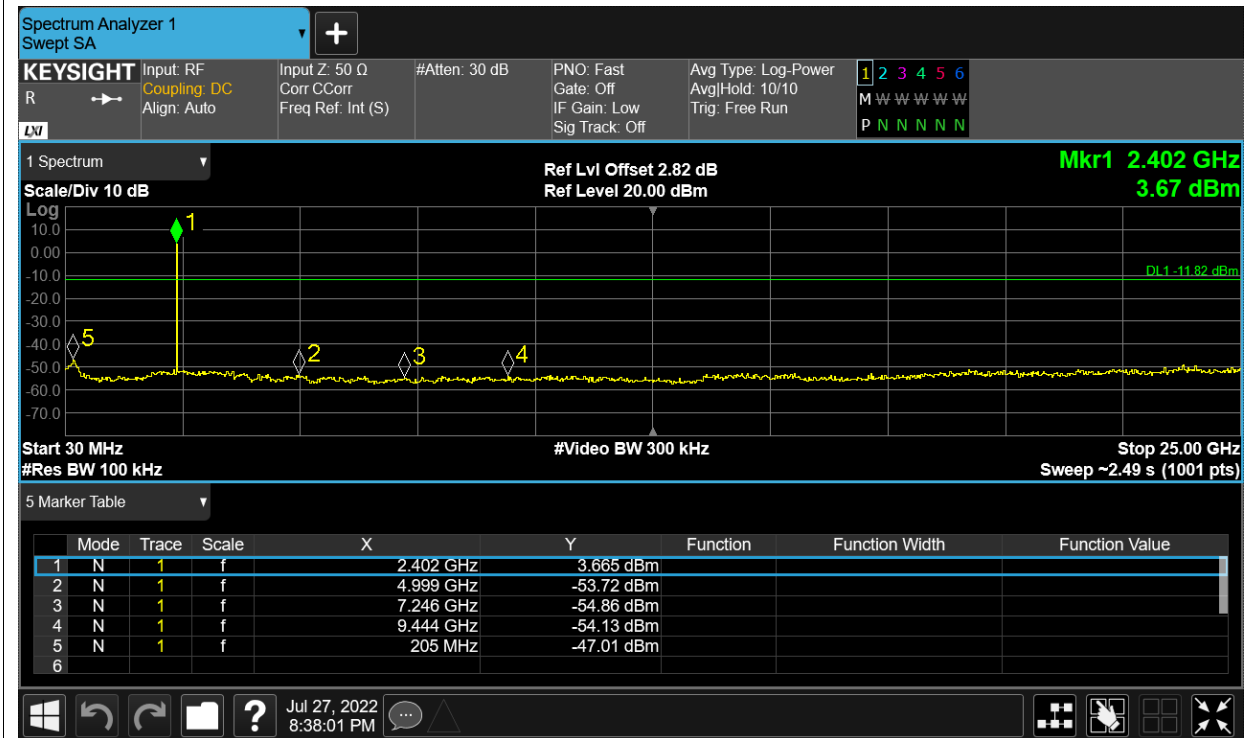 Spectrum Analyzer 1
Swept SA
KEYSIGHT
R
LXI
Input: RF
Coupling: DC
Align: Auto
Input Z: 50 Ω
Corr CCorr
Freq Ref: Int (S)
#Atten: 30 dB
PNO: Fast
Gate: Off
IF Gain: Low
Sig Track: Off
Avg Type: Log-Power
Avg|Hold: 10/10
Trig: Free Run
1 2 3 4 5 6
M W W W W W
P N N N N N
1 Spectrum
Scale/Div 10 dB
Ref Lvl Offset 2.82 dB
Ref Level 20.00 dBm
Mkr1 2.402 GHz
3.67 dBm
Log
10.0
0.00
-10.0
-20.0
-30.0
-40.0
-50.0
-60.0
-70.0
1
DL1 -11.82 dBm
5
2
3
4
Start 30 MHz
#Video BW 300 kHz
Stop 25.00 GHz
#Res BW 100 kHz
Sweep ~2.49 s (1001 pts)
5 Marker Table
Mode Trace Scale X Y Function Function Width Function Value
1 N 1 f 2.402 GHz 3.665 dBm
2 N 1 f 4.999 GHz -53.72 dBm
3 N 1 f 7.246 GHz -54.86 dBm
4 N 1 f 9.444 GHz -54.13 dBm
5 N 1 f 205 MHz -47.01 dBm
6
?
Jul 27, 2022
8:38:01 PM